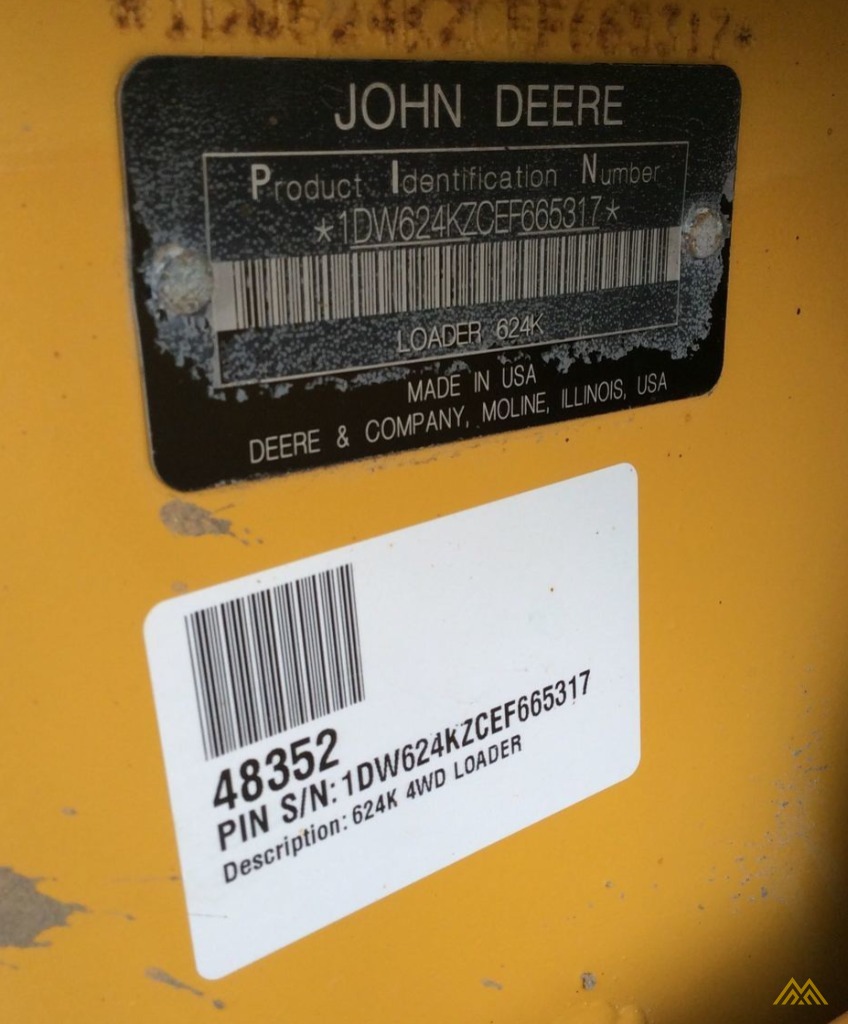 *1DW624KZCEF665317*
JOHN DEERE
Product Identification Number
*1DW624KZCEF665317*
LOADER 624K
MADE IN USA
DEERE & COMPANY, MOLINE, ILLINOIS, USA
48352
PIN S/N: 1DW624KZCEF665317
Description: 624K 4WD LOADER